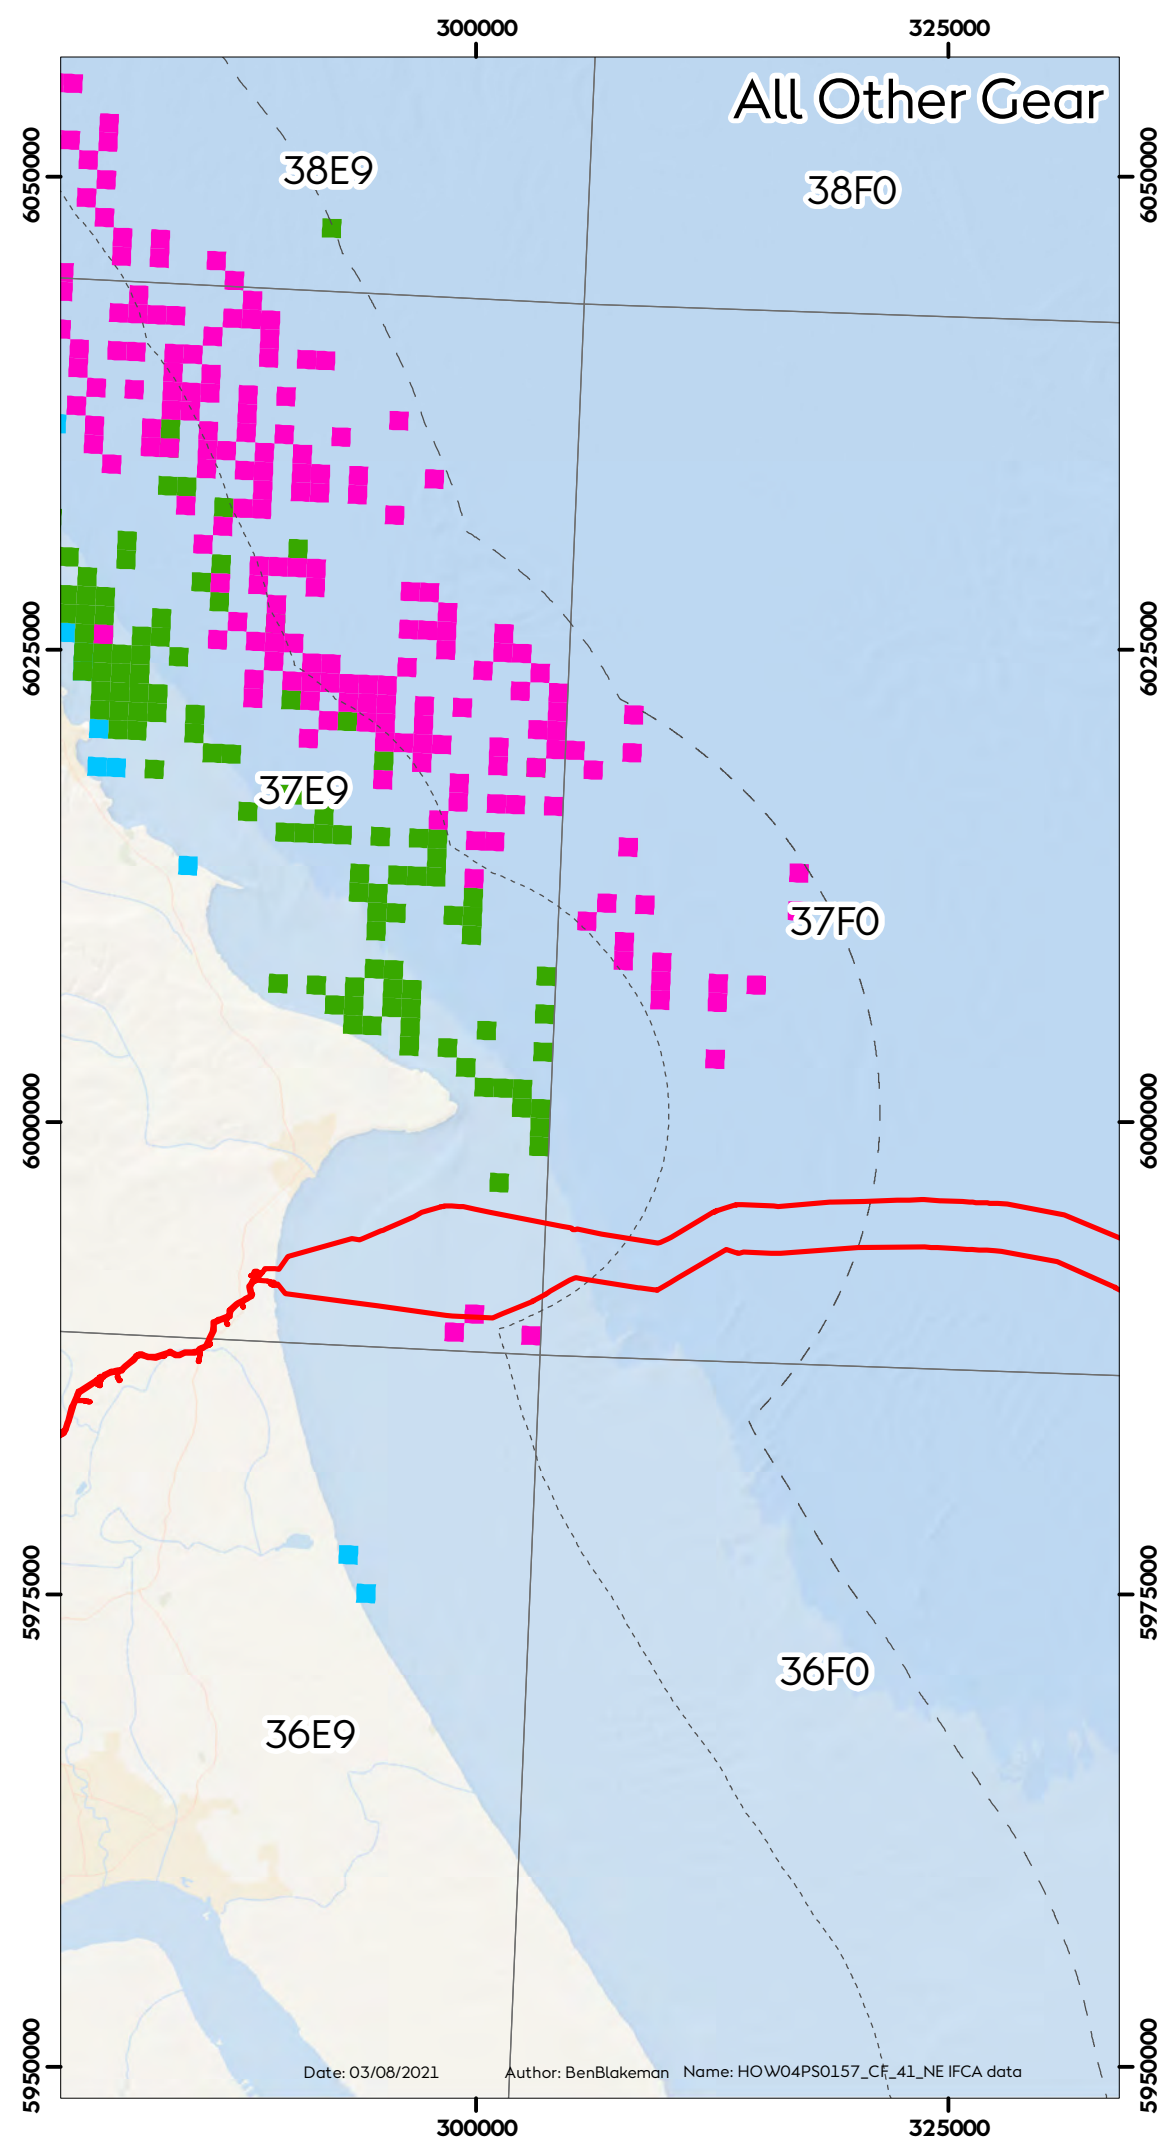 300000 325000
All Other Gear
38E9
38F0
6050000 6050000
6025000 6025000
37E9
37F0
6000000 6000000
5975000 5975000
36F0
36E9
5950000 5950000
Date: 03/08/2021 Author: BenBlakeman Name: HOW04PS0157_CF_41_NE IFCA data
300000 325000